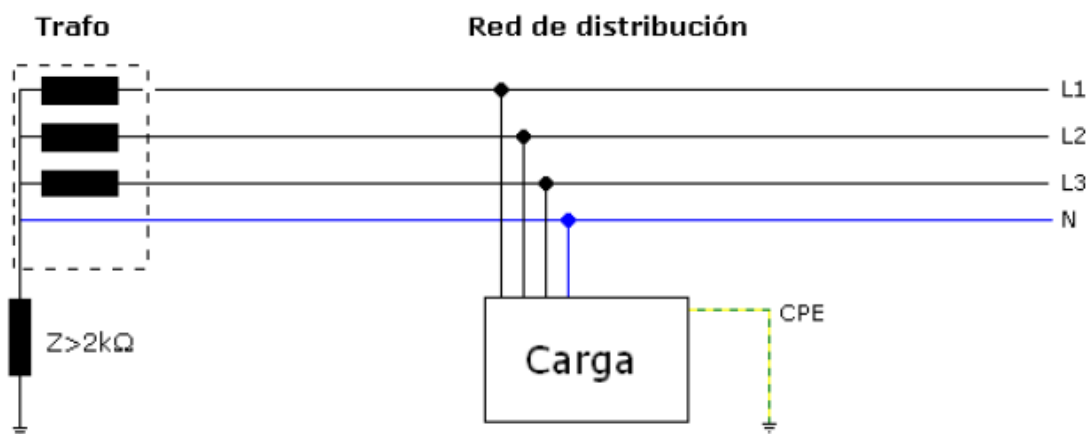 Trafo
Red de distribución
L1
L2
L3
N
Z>2kΩ
Carga
CPE